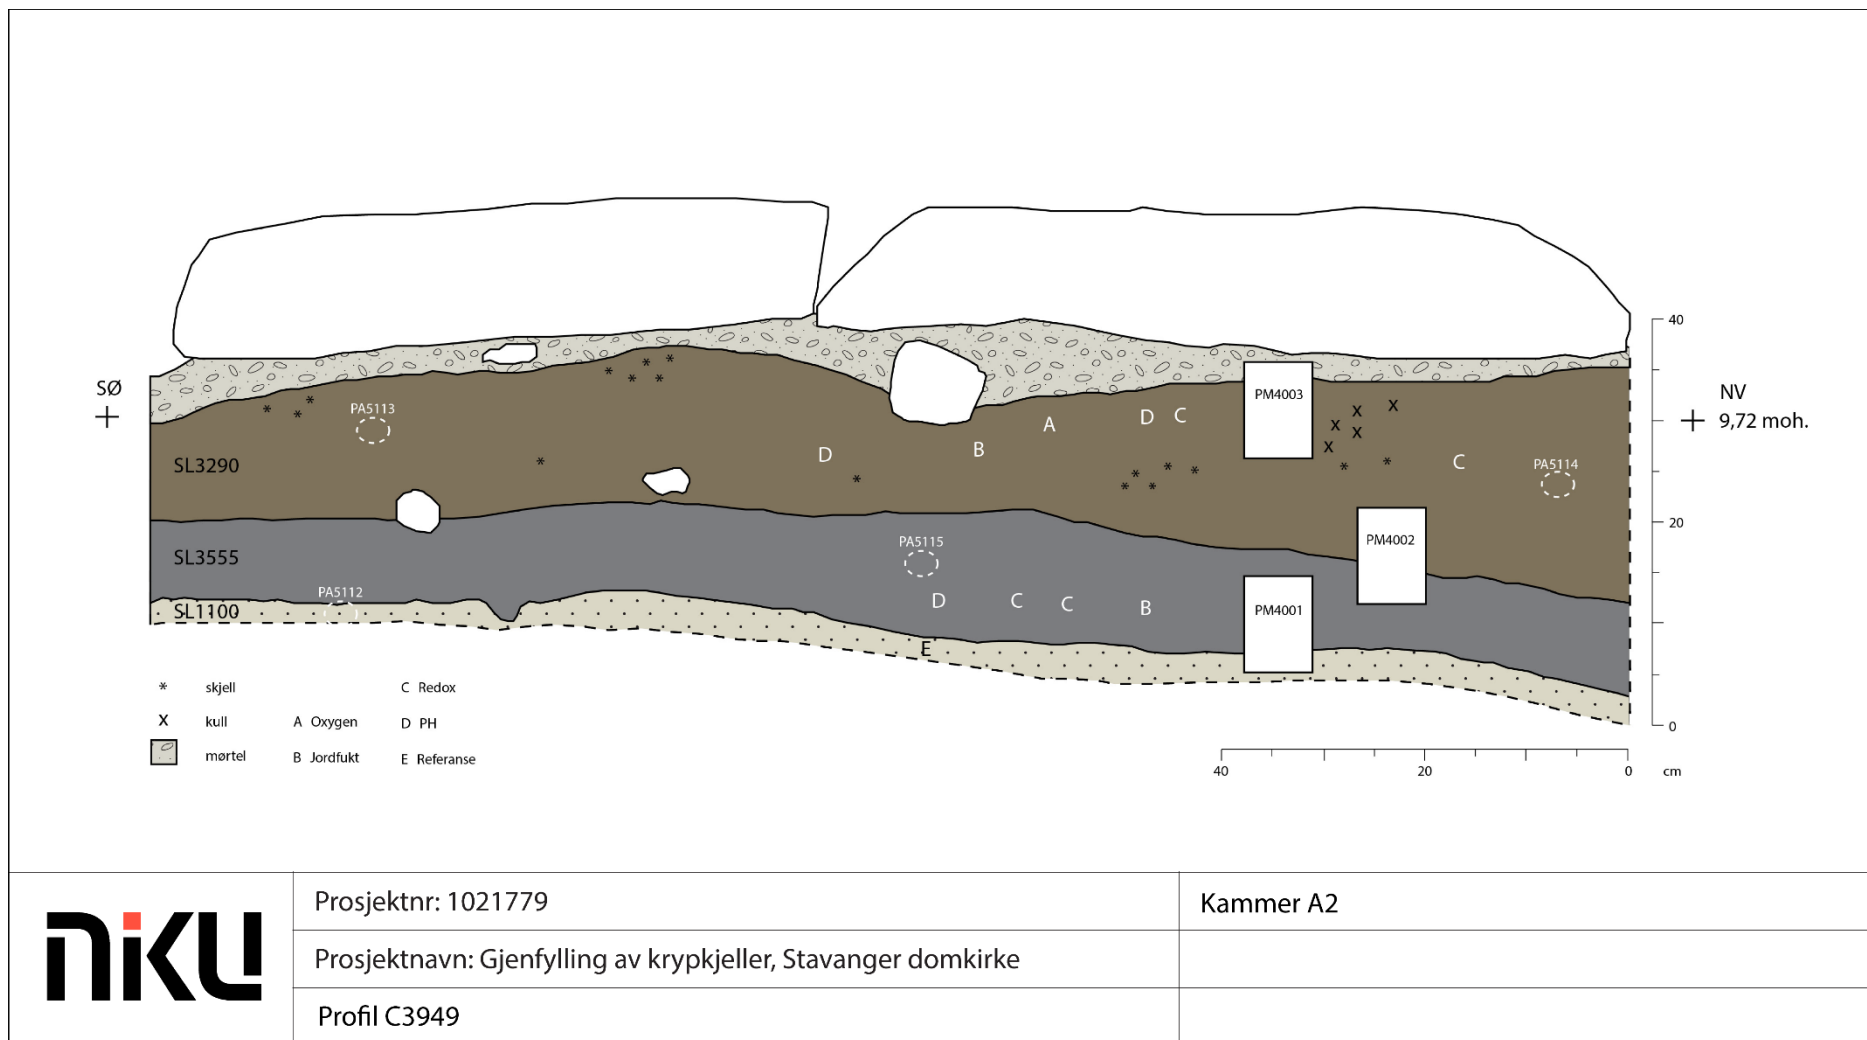 40
SØ
NV
9,72 moh.
PM4003
PA5113
A
D
C
D
B
C
PA5114
SL3290
20
PA5115
PM4002
SL3555
PA5112
D
C
C
B
PM4001
SL1100
E
* skjell
C Redox
x kull
A Oxygen
D PH
mørtel
B Jordfukt
E Referanse
0
40
20
0
cm
niku
Prosjektnr: 1021779
Kammer A2
Prosjektnavn: Gjenfylling av krypkjeller, Stavanger domkirke
Profil C3949